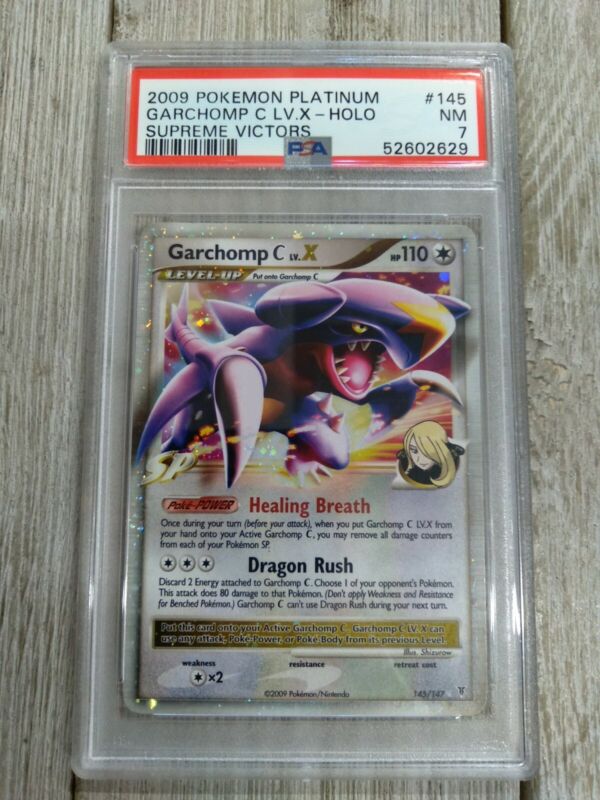 2009 POKEMON PLATINUM #145
GARCHOMP C LV.X - HOLO NM
SUPREME VICTORS 7
PSA 52602629
Garchomp C LV.X HP 110
LEVEL-UP Put onto Garchomp C
SP
Poké-POWER Healing Breath
Once during your turn (before your attack), when you put Garchomp C LV.X from
your hand onto your Active Garchomp C, you may remove all damage counters
from each of your Pokémon SP.
Dragon Rush
Discard 2 Energy attached to Garchomp C. Choose 1 of your opponent's Pokémon.
This attack does 80 damage to that Pokémon. (Don't apply Weakness and Resistance
for Benched Pokémon.) Garchomp C can't use Dragon Rush during your next turn.
Put this card onto your Active Garchomp C. Garchomp C LV.X can
use any attack, Poké-Power, or Poké-Body from its previous Level.
Illus. Shizurow
weakness resistance retreat cost
×2
©2009 Pokémon/Nintendo 145/147